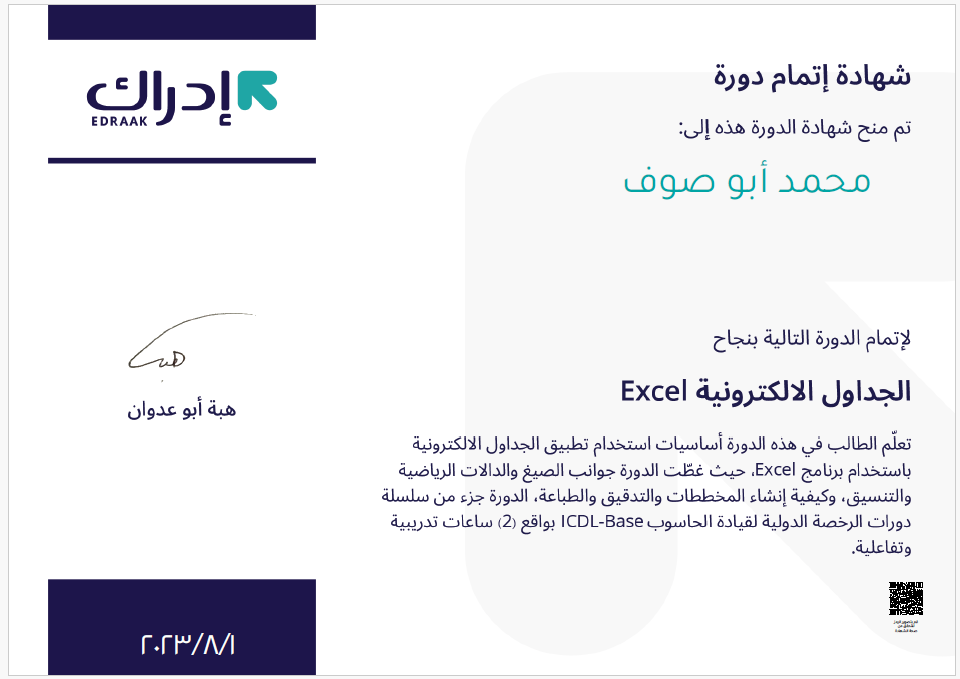 شهادة إتمام دورة
تم منح شهادة الدورة هذه إلى:
محمد أبو صوف
لإتمام الدورة التالية بنجاح
الجداول الالكترونية Excel
تعلّم الطالب في هذه الدورة أساسيات استخدام تطبيق الجداول الالكترونية
باستخدام برنامج Excel، حيث غطّت الدورة جوانب الصيغ والدالات الرياضية
والتنسيق، وكيفية إنشاء المخططات والتدقيق والطباعة، الدورة جزء من سلسلة
دورات الرخصة الدولية لقيادة الحاسوب ICDL-Base بواقع (2) ساعات تدريبية
وتفاعلية.
إدراك
EDRAAK
هبة
هبة أبو عدوان
٢٠٢٣/٨/١